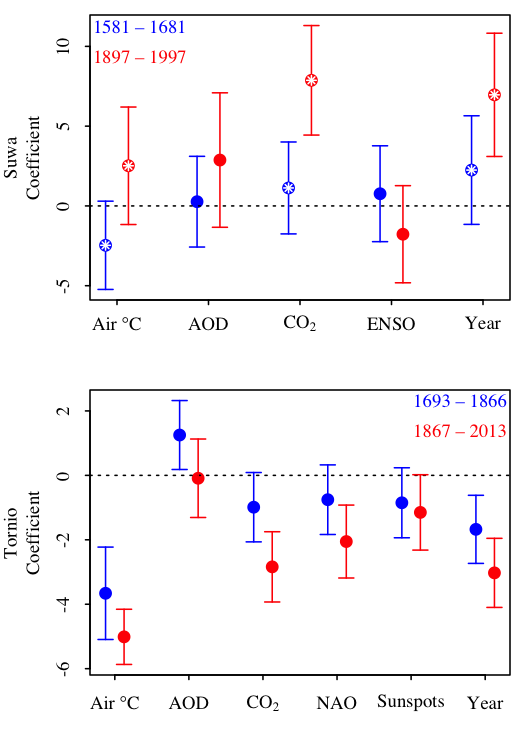 1581 – 1681
1897 – 1997
Suwa
Coefficient
10
5
0
-5
Air °C AOD CO₂ ENSO Year
1693 – 1866
1867 – 2013
Tornio
Coefficient
2
0
-2
-4
-6
Air °C AOD CO₂ NAO Sunspots Year